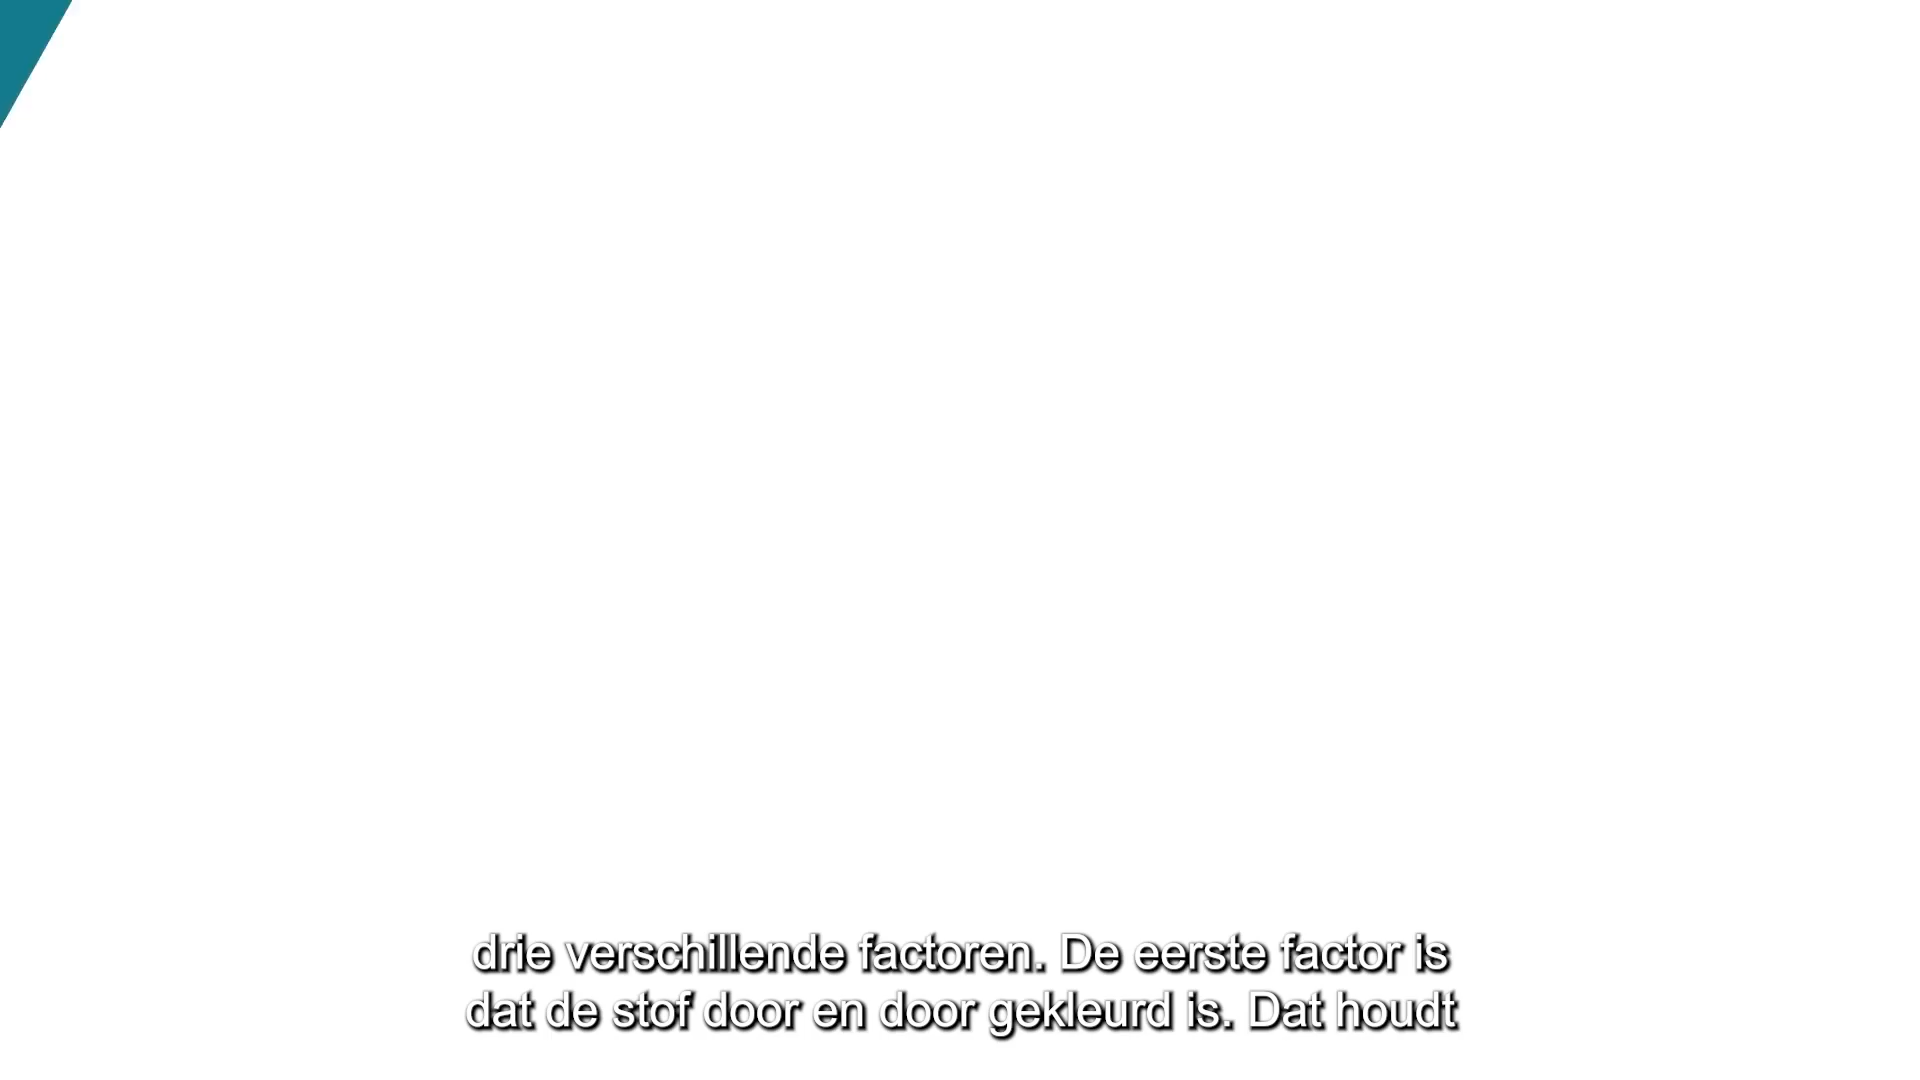 drie verschillende factoren. De eerste factor is
dat de stof door en door gekleurd is. Dat houdt